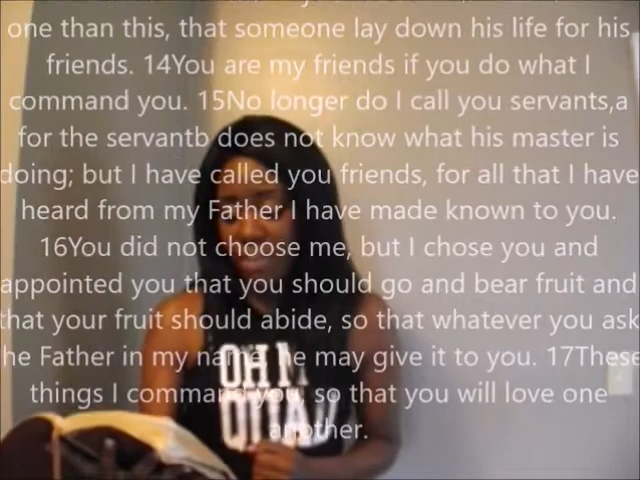 one than this, that someone lay down his life for his
friends. 14You are my friends if you do what I
command you. 15No longer do I call you servants,a
for the servantb does not know what his master is
doing; but I have called you friends, for all that I have
heard from my Father I have made known to you.
16You did not choose me, but I chose you and
appointed you that you should go and bear fruit and
that your fruit should abide, so that whatever you ask
he Father in my name, he may give it to you. 17These
things I command you, so that you will love one
another.
OH